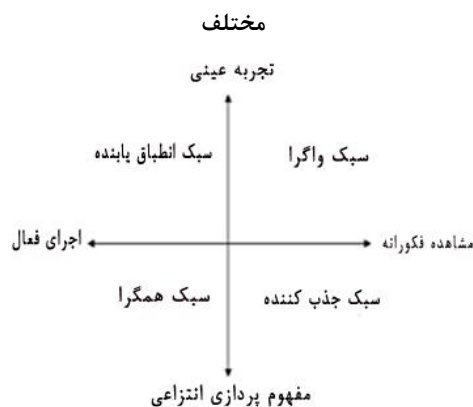 مختلف
تجربه عینی
سبک واگرا
سبک انطباق یابنده
مشاهده فکورانه
اجرای فعال
سبک جذب کننده
سبک همگرا
مفهوم پردازی انتزاعی